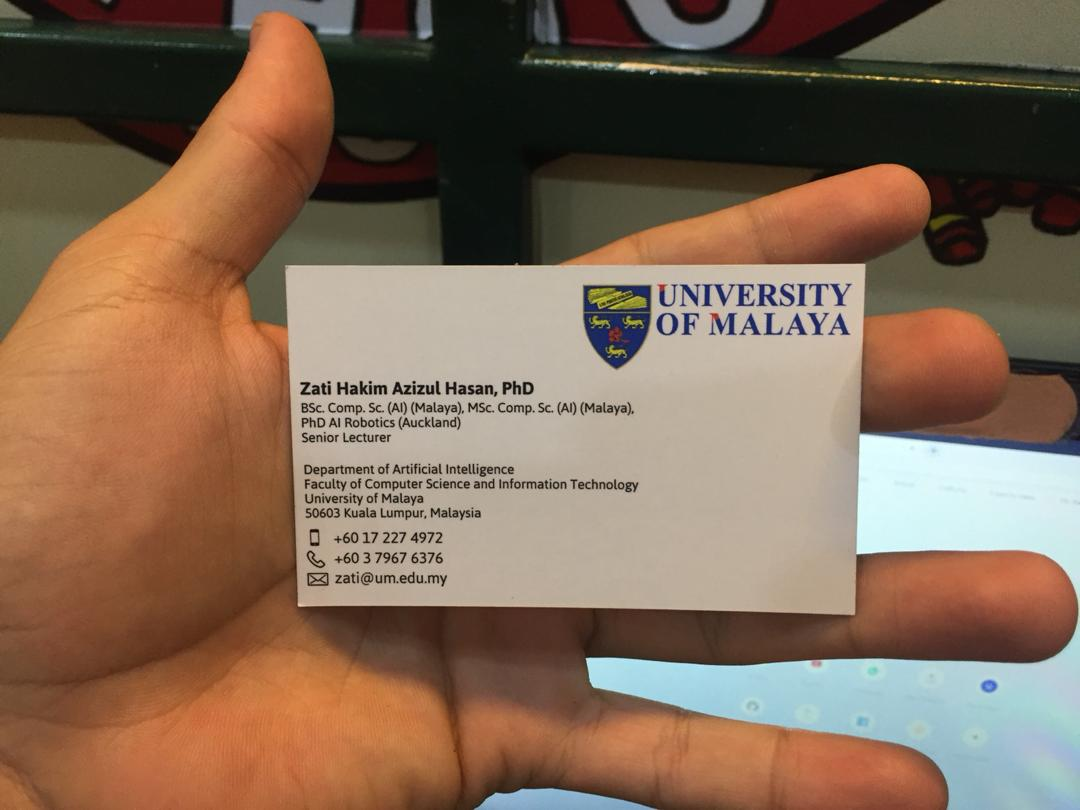 UNIVERSITY
OF MALAYA
Zati Hakim Azizul Hasan, PhD
BSc. Comp. Sc. (AI) (Malaya), MSc. Comp. Sc. (AI) (Malaya),
PhD AI Robotics (Auckland)
Senior Lecturer
Department of Artificial Intelligence
Faculty of Computer Science and Information Technology
University of Malaya
50603 Kuala Lumpur, Malaysia
+60 17 227 4972
+60 3 7967 6376
zati@um.edu.my